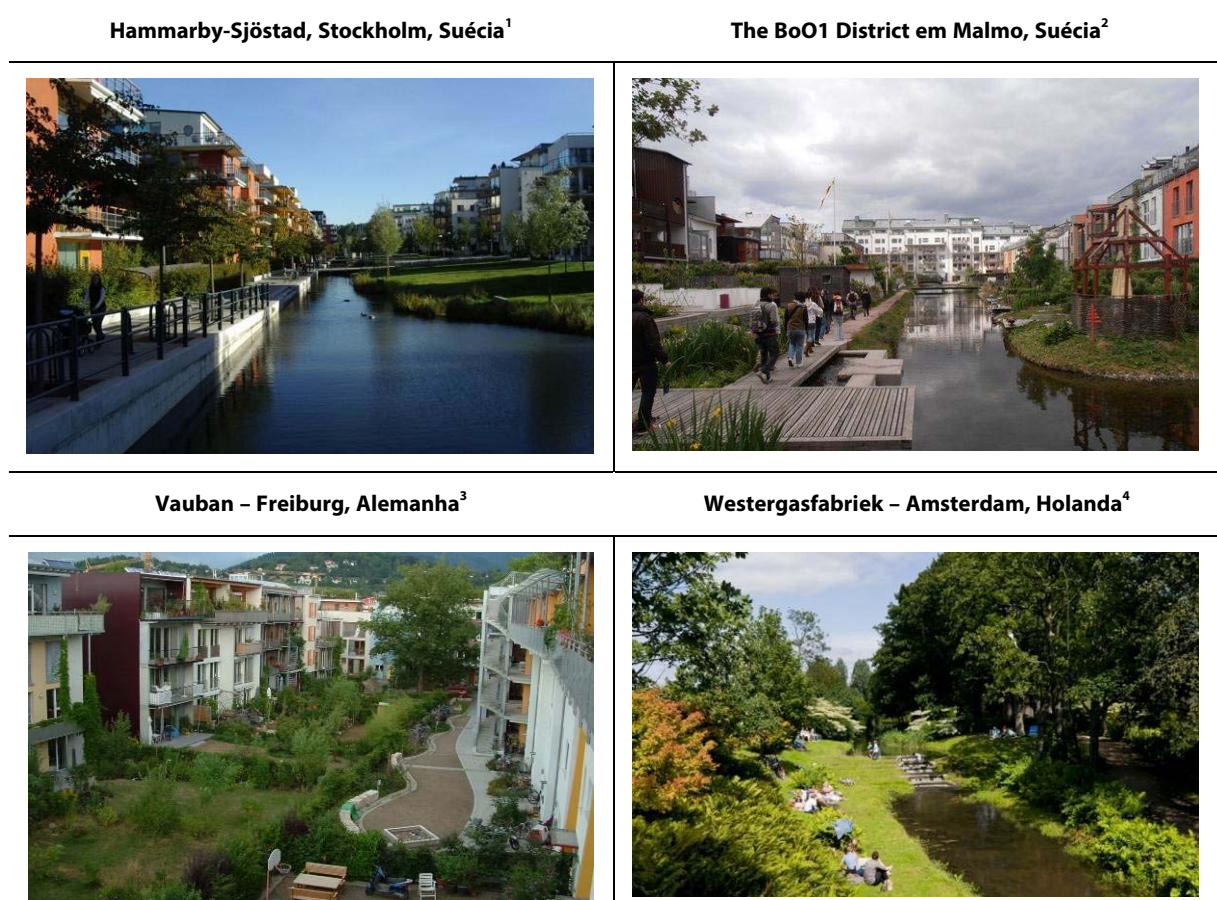 Hammarby-Sjöstad, Stockholm, Suécia¹
The BoO1 District em Malmo, Suécia²
Vauban – Freiburg, Alemanha³
Westergasfabriek – Amsterdam, Holanda⁴